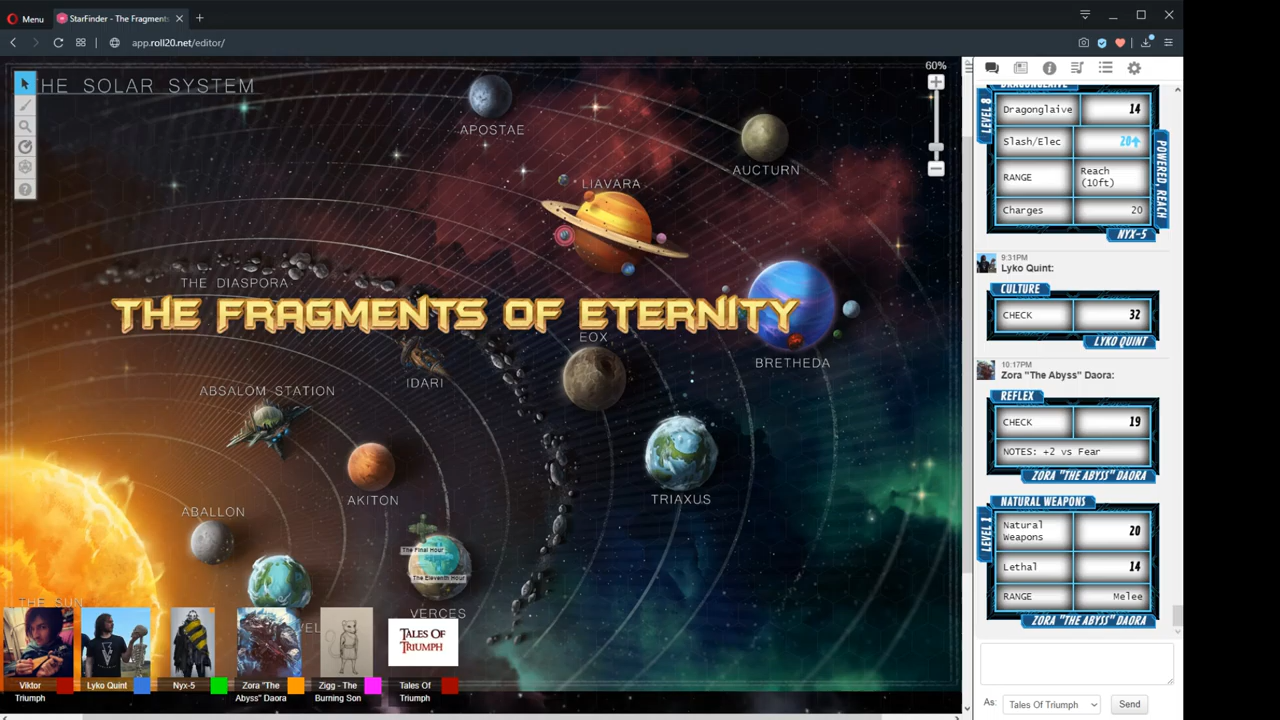 Menu
StarFinder - The Fragments
app.roll20.net/editor/
THE SOLAR SYSTEM
60%
APOSTAE
AUCTURN
LIAVARA
THE DIASPORA
THE FRAGMENTS OF ETERNITY
EOX
BRETHEDA
IDARI
ABSALOM STATION
AKITON
TRIAXUS
ABALLON
The Final Hour
The Eleventh Hour
VERCES
THE SUN
TALES OF
TRIUMPH
Viktor
Triumph
Lyko Quint
Nyx-5
Zora "The
Abyss" Daora
Zigg - The
Burning Son
Tales Of
Triumph
DRAGONGLAIVE
LEVEL 8
Dragonglaive 14
Slash/Elec 20
RANGE Reach
(10ft)
Charges 20
POWERED, REACH
NYX-5
9:31PM
Lyko Quint:
CULTURE
CHECK 32
LYKO QUINT
10:17PM
Zora "The Abyss" Daora:
REFLEX
CHECK 19
NOTES: +2 vs Fear
ZORA "THE ABYSS" DAORA
NATURAL WEAPONS
LEVEL 1
Natural
Weapons 20
Lethal 14
RANGE Melee
ZORA "THE ABYSS" DAORA
As: Tales Of Triumph Send